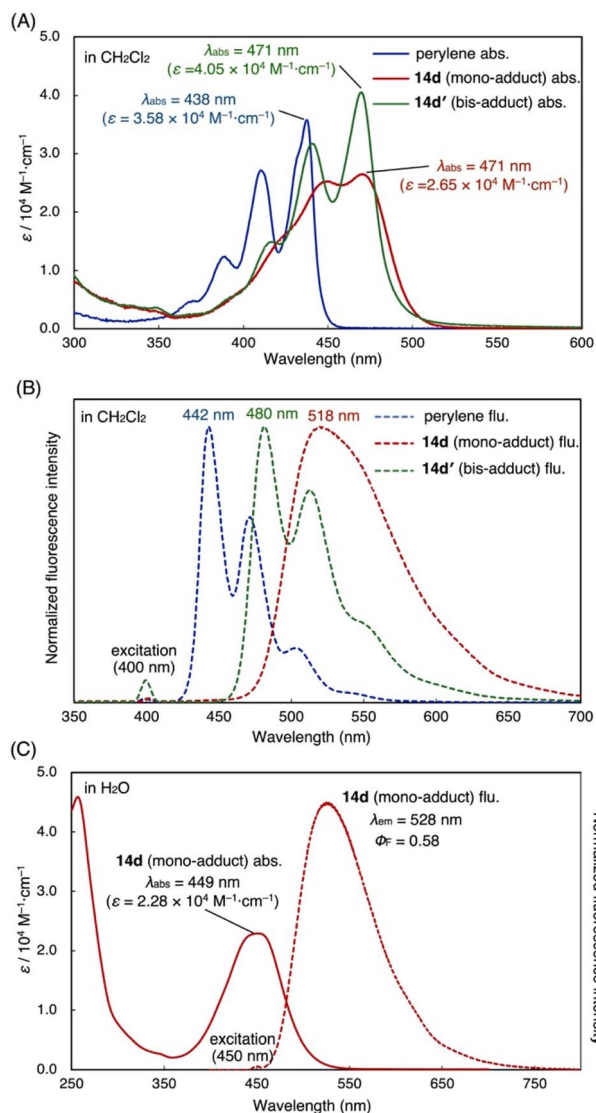 (A)
5.0
4.0
3.0
2.0
1.0
0.0
ε / 10⁴ M⁻¹·cm⁻¹
in CH₂Cl₂
λabs = 471 nm
(ε =4.05 × 10⁴ M⁻¹·cm⁻¹)
λabs = 438 nm
(ε = 3.58 × 10⁴ M⁻¹·cm⁻¹)
perylene abs.
14d (mono-adduct) abs.
14d′ (bis-adduct) abs.
λabs = 471 nm
(ε =2.65 × 10⁴ M⁻¹·cm⁻¹)
300 350 400 450 500 550 600
Wavelength (nm)
(B)
Normalized fluorescence intensity
in CH₂Cl₂
442 nm 480 nm 518 nm
perylene flu.
14d (mono-adduct) flu.
14d′ (bis-adduct) flu.
excitation
(400 nm)
350 400 450 500 550 600 650 700
Wavelength (nm)
(C)
5.0
4.0
3.0
2.0
1.0
0.0
ε / 10⁴ M⁻¹·cm⁻¹
in H₂O
14d (mono-adduct) flu.
λem = 528 nm
ΦF = 0.58
14d (mono-adduct) abs.
λabs = 449 nm
(ε = 2.28 × 10⁴ M⁻¹·cm⁻¹)
excitation
(450 nm)
250 350 450 550 650 750
Wavelength (nm)